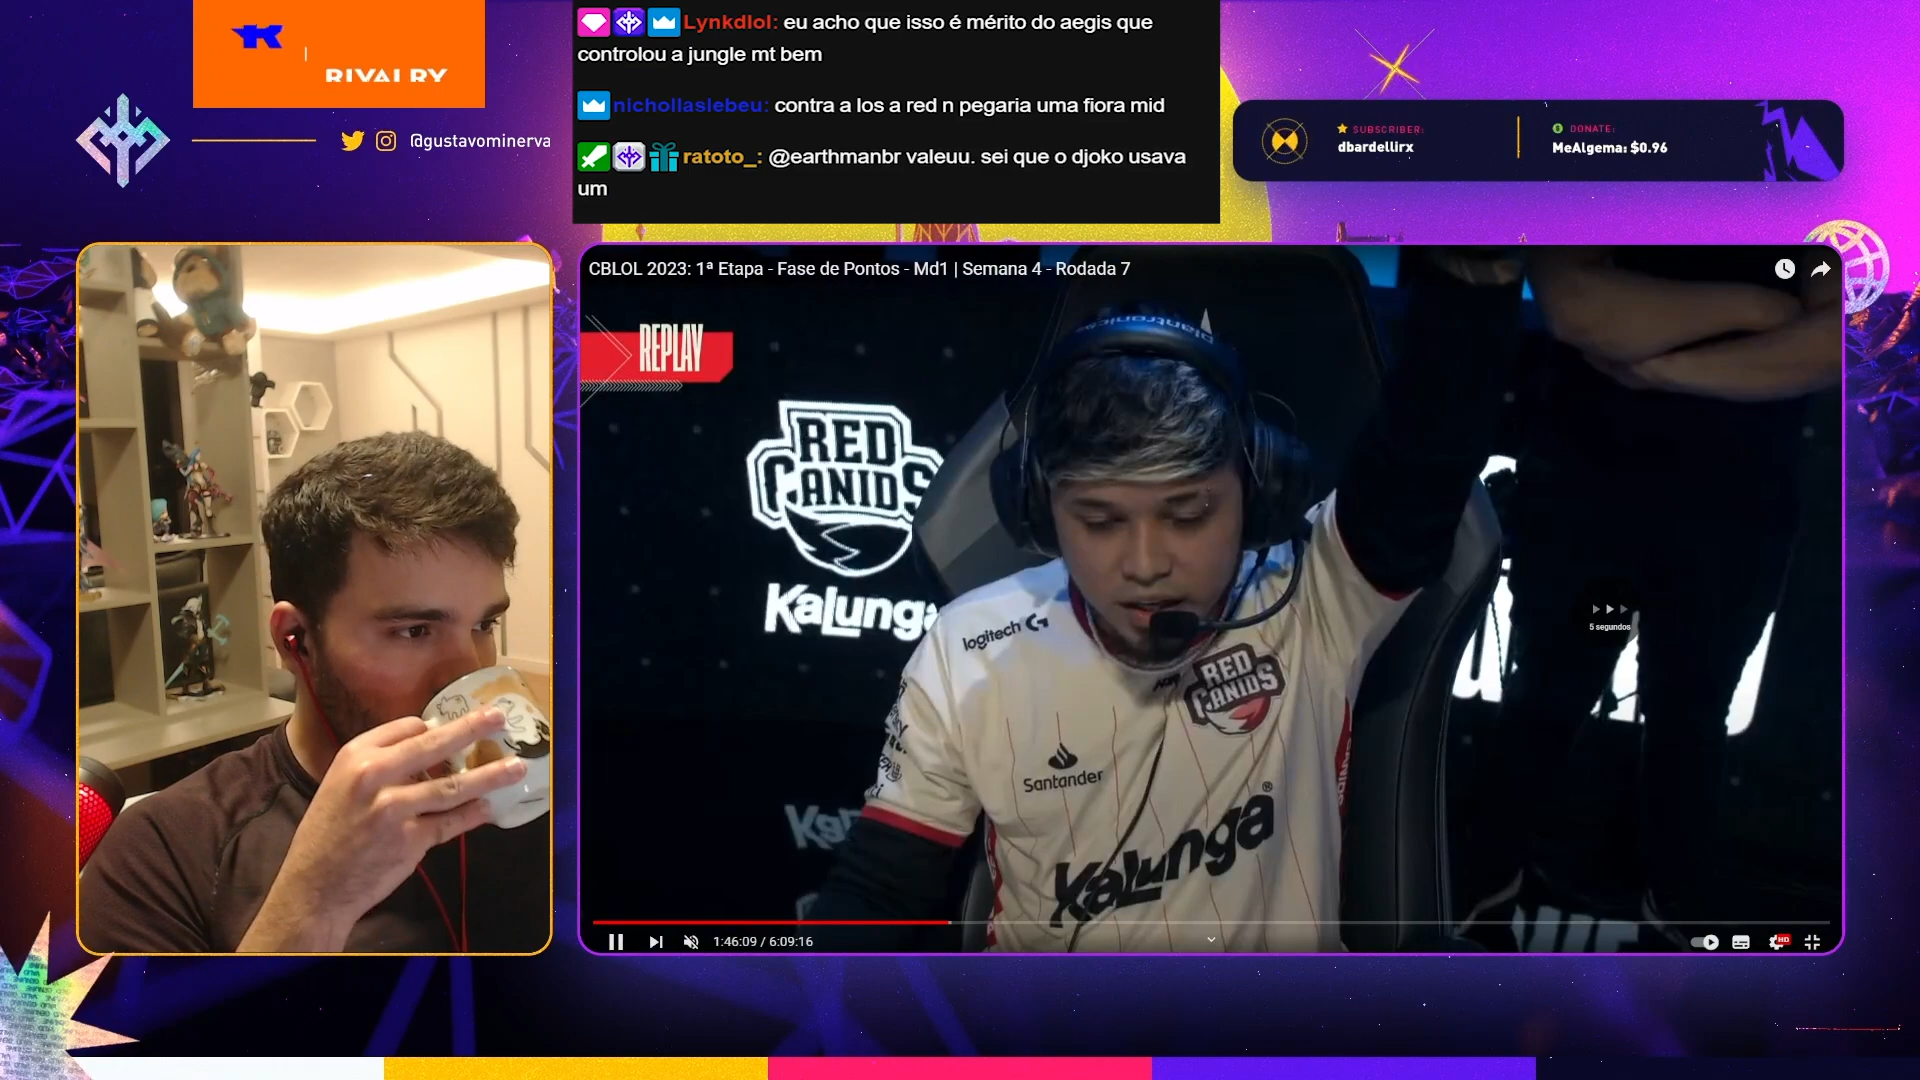 RIVALRY
@gustavominerva
Lynkdlol: eu acho que isso é mérito do aegis que
controlou a jungle mt bem
nichollaslebeu: contra a los a red n pegaria uma fiora mid
ratoto_: @earthmanbr valeuu. sei que o djoko usava
um
SUBSCRIBER:
dbardellirx
DONATE:
MeAlgema: $0.96
CBLOL 2023: 1ª Etapa - Fase de Pontos - Md1 | Semana 4 - Rodada 7
REPLAY
plantronics
RED
CANIDS
Kalunga
logitech G
RED
CANIDS
Santander
Kalunga®
5 segundos
1:46:09 / 6:09:16
HD